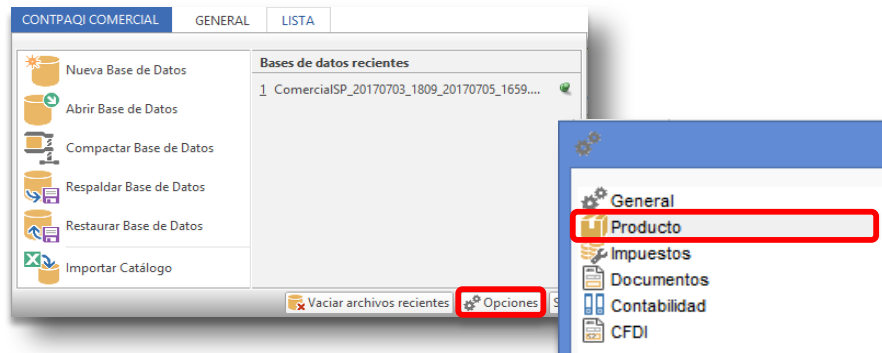 CONTPAQI COMERCIAL GENERAL LISTA
Nueva Base de Datos
Abrir Base de Datos
Compactar Base de Datos
Respaldar Base de Datos
Restaurar Base de Datos
Importar Catálogo
Bases de datos recientes
1 ComercialSP_20170703_1809_20170705_1659....
Vaciar archivos recientes Opciones S
General
Producto
Impuestos
Documentos
Contabilidad
CFDI